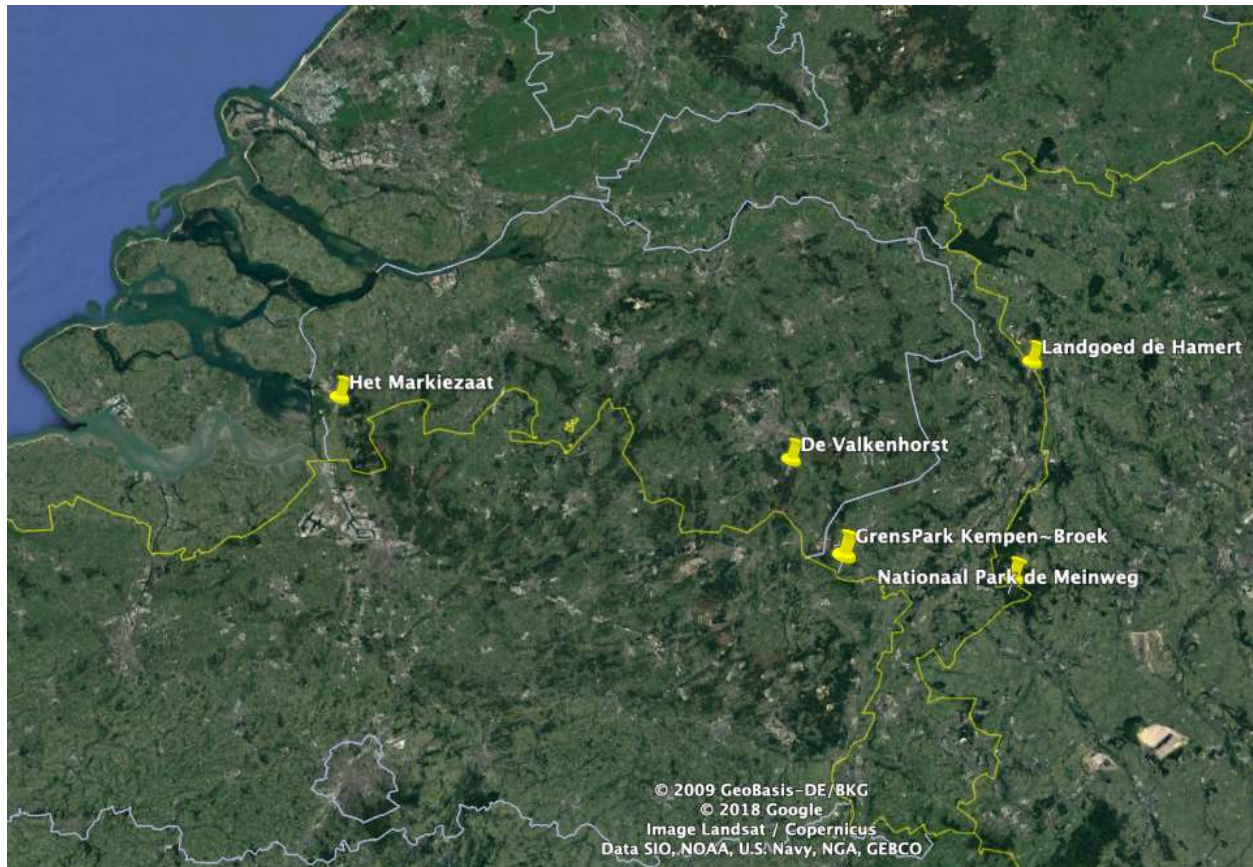 Landgoed de Hamert
Het Markiezaat
De Valkenhorst
GrensPark Kempen~Broek
Nationaal Park de Meinweg
© 2009 GeoBasis-DE/BKG
© 2018 Google
Image Landsat / Copernicus
Data SIO, NOAA, U.S. Navy, NGA, GEBCO